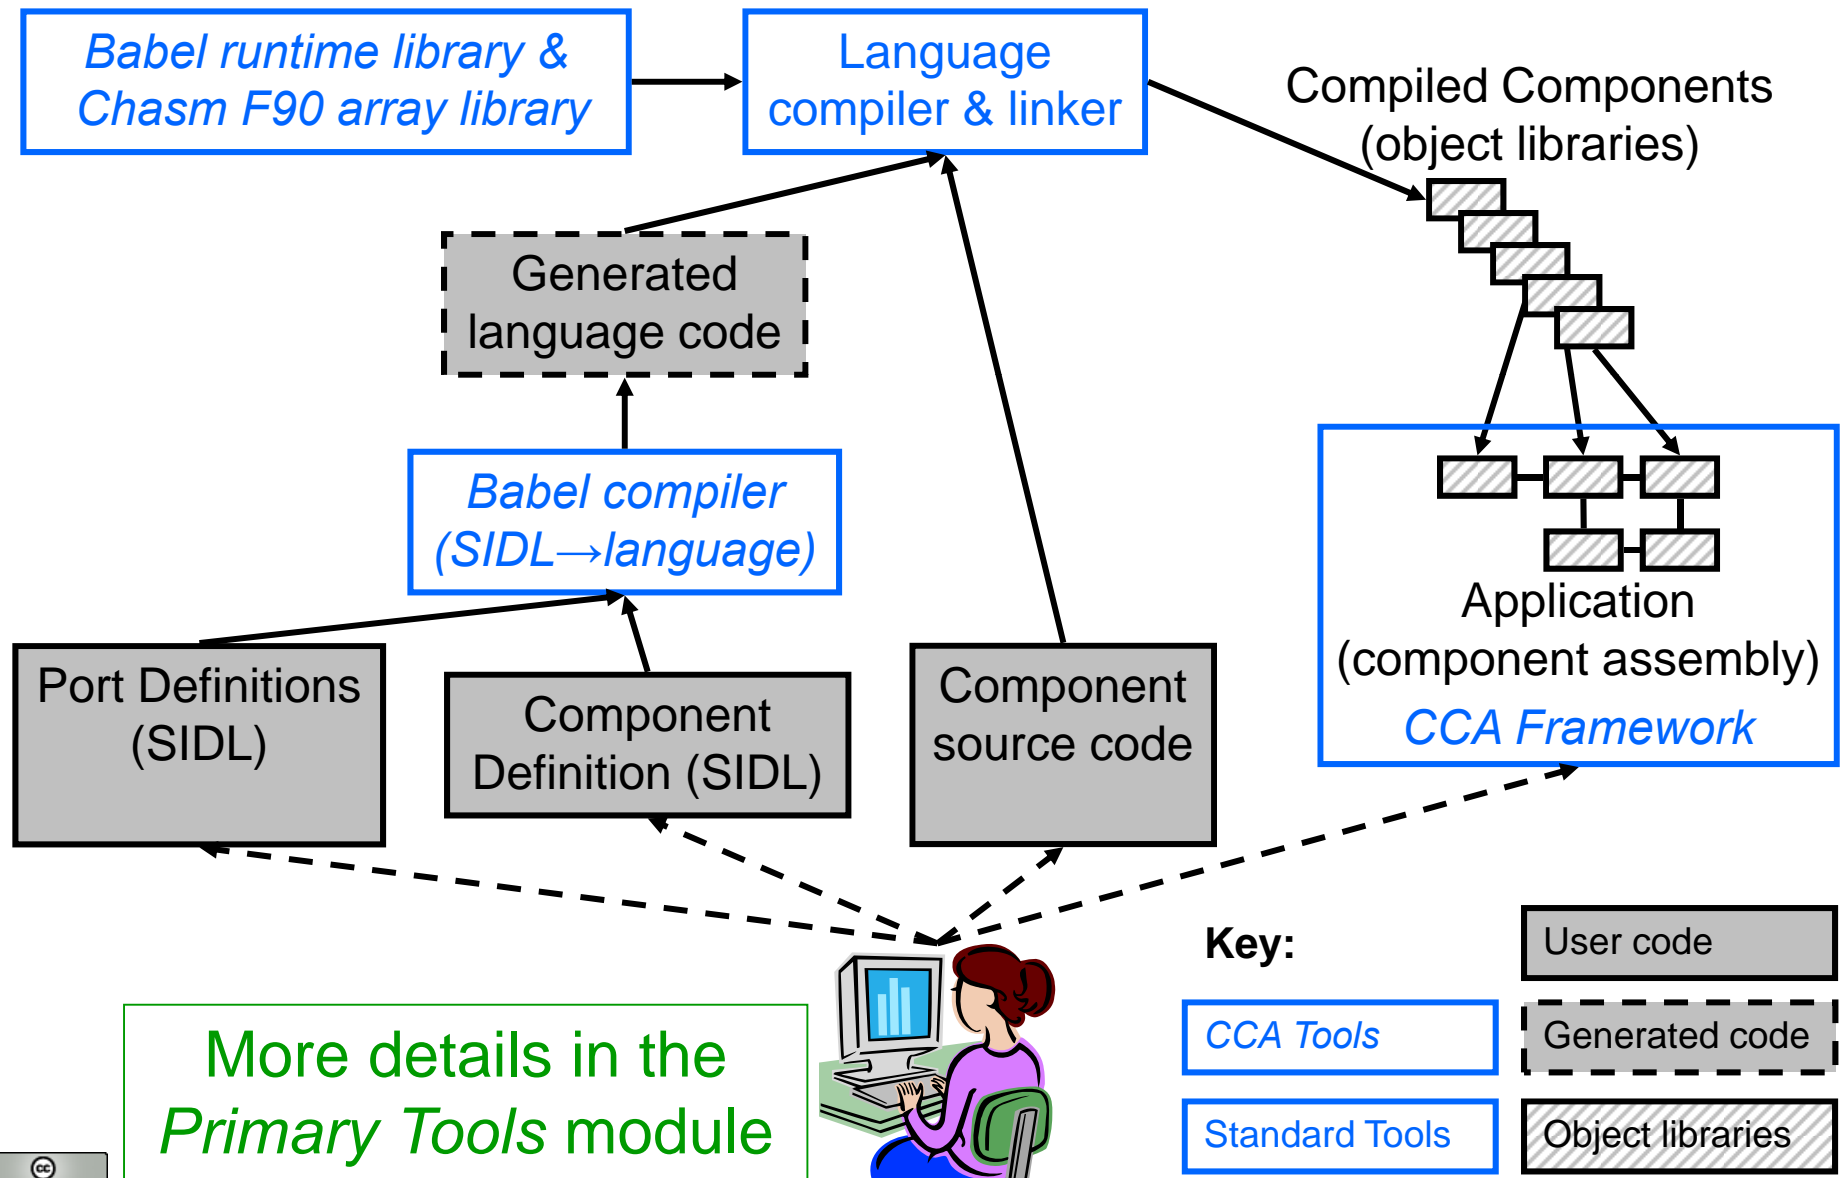 Babel runtime library &
Chasm F90 array library
Language
compiler & linker
Compiled Components
(object libraries)
Generated
language code
Babel compiler
(SIDL→language)
Port Definitions
(SIDL)
Component
Definition (SIDL)
Component
source code
Application
(component assembly)
CCA Framework
Key:
User code
CCA Tools
Generated code
Standard Tools
Object libraries
More details in the
Primary Tools module
cc